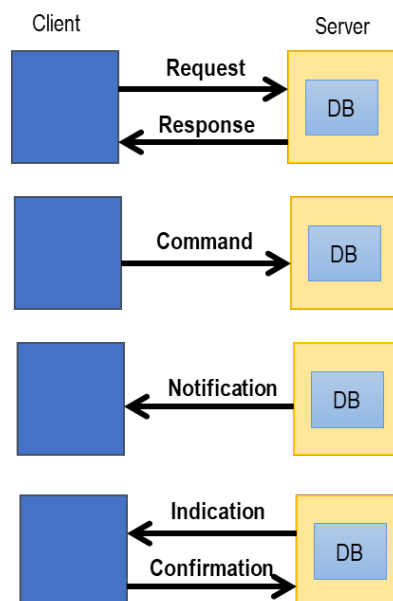 Client
Server
Request
DB
Response
Command
DB
Notification
DB
Indication
DB
Confirmation